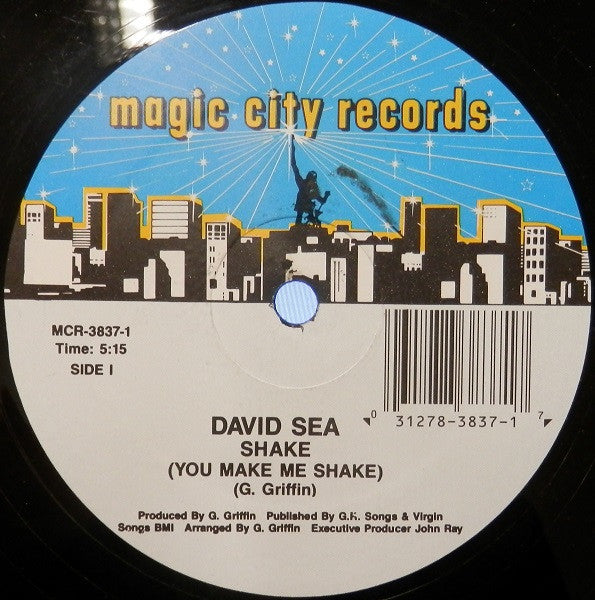 magic city records
MCR-3837-1
Time: 5:15
SIDE I
0 31278-3837-1 7
DAVID SEA
SHAKE
(YOU MAKE ME SHAKE)
(G. Griffin)
Produced By G. Griffin Published By G.K. Songs & Virgin
Songs BMI Arranged By G. Griffin Executive Producer John Ray